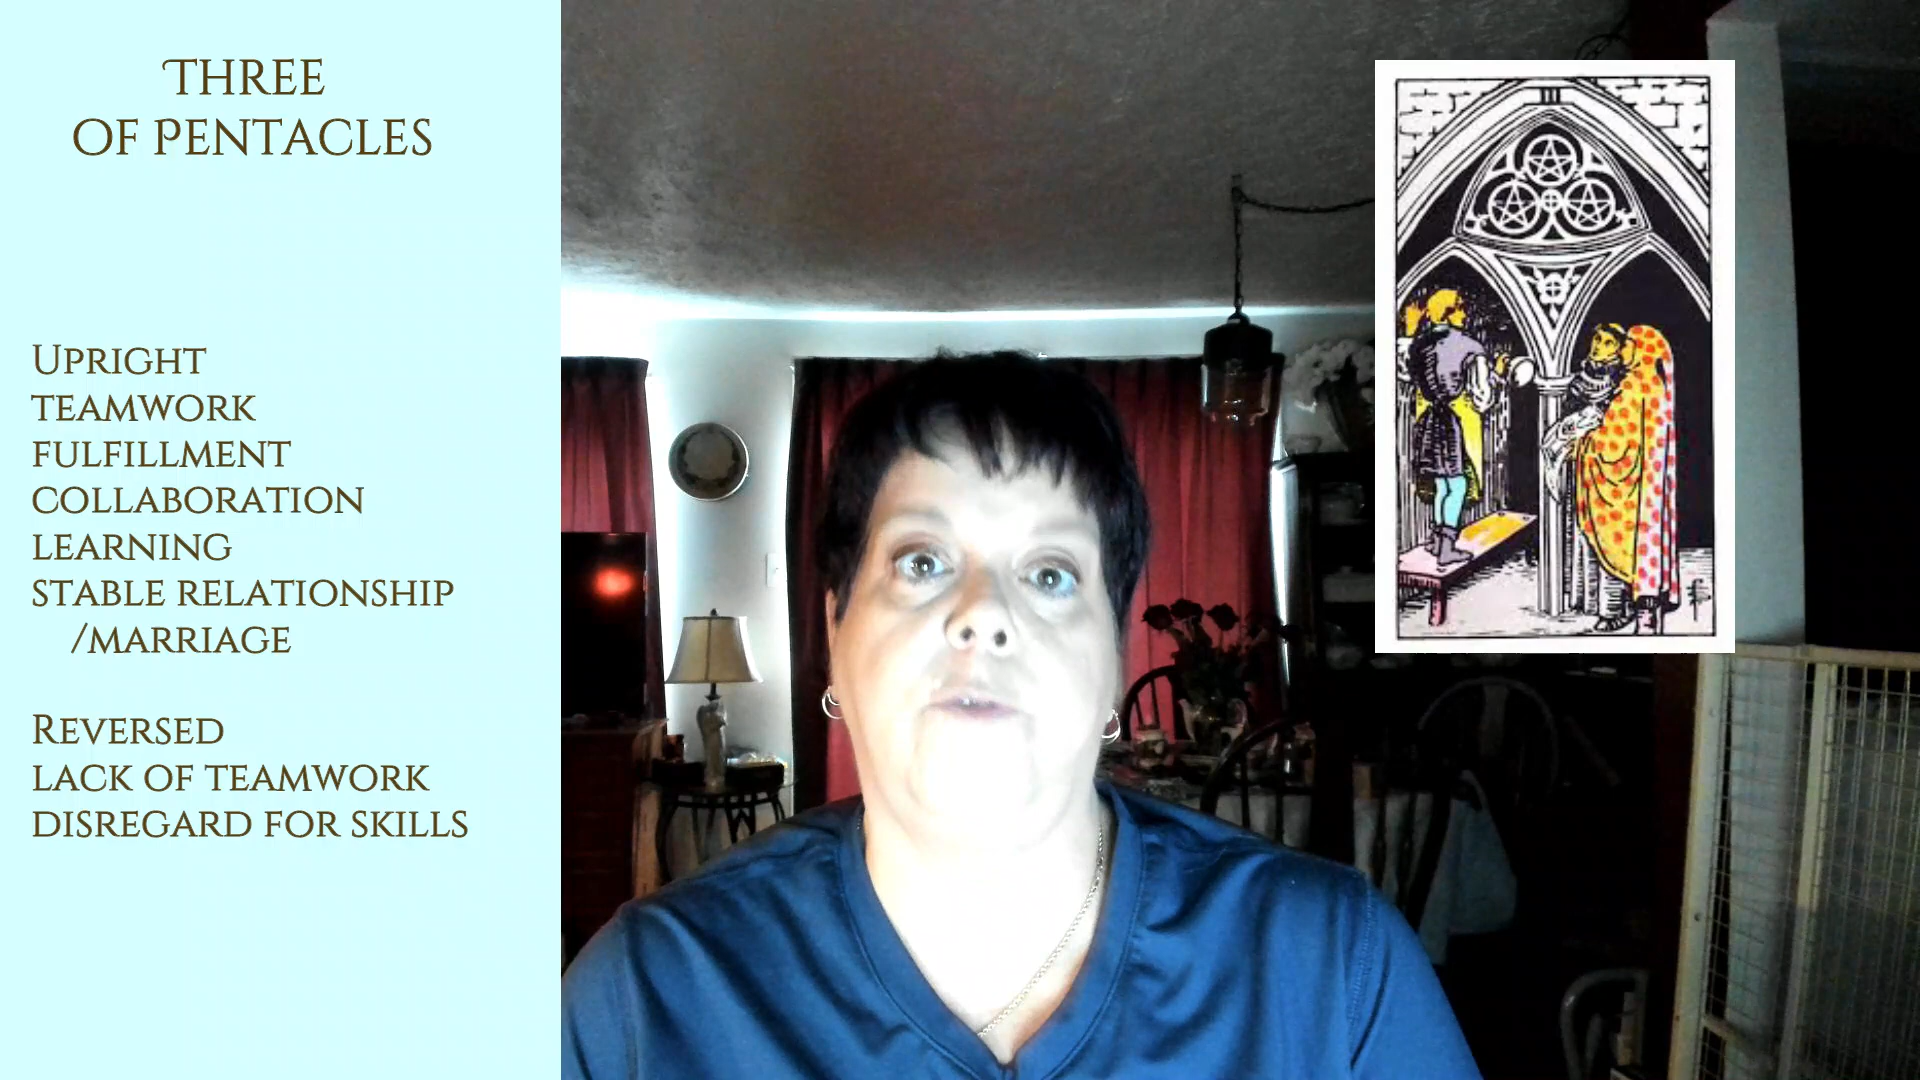 Three
of Pentacles
III
Upright
teamwork
fulfillment
Collaboration
learning
stable relationship
/marriage
Reversed
lack of teamwork
disregard for skills